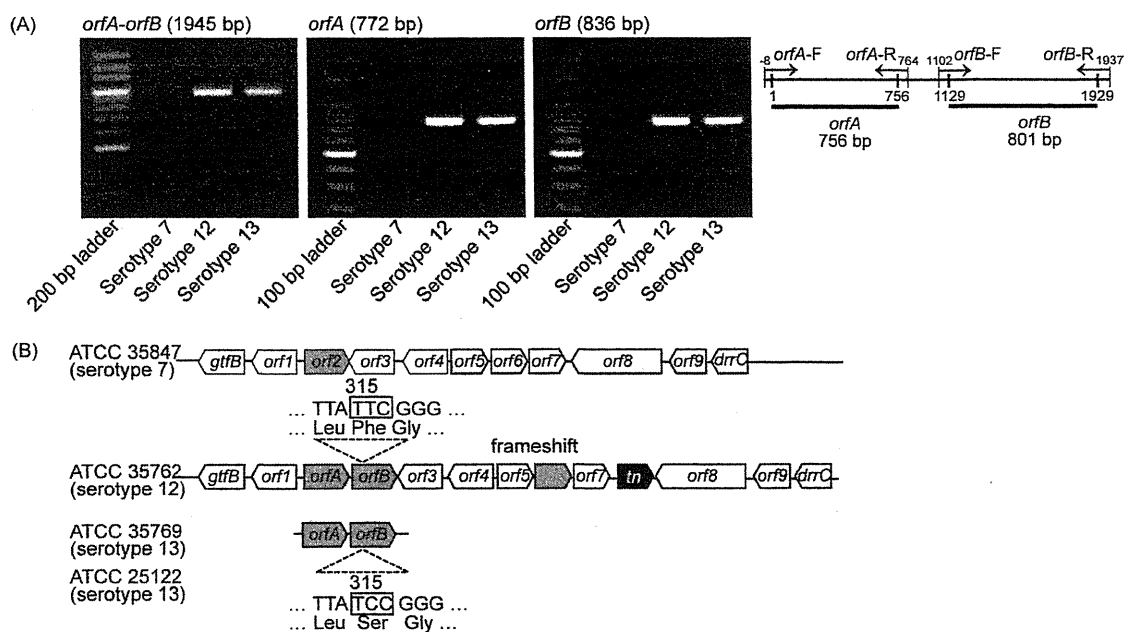 (A)
orfA-orfB (1945 bp)
orfA (772 bp)
orfB (836 bp)
200 bp ladder
Serotype 7
Serotype 12
Serotype 13
100 bp ladder
Serotype 7
Serotype 12
Serotype 13
100 bp ladder
Serotype 7
Serotype 12
Serotype 13
-8 orfA-F orfA-R 764 1102 orfB-F orfB-R 1937
1 756 1129 1929
orfA orfB
756 bp 801 bp
(B)
ATCC 35847
(serotype 7)
gtfB orf1 orf2 orf3 orf4 orf5 orf6 orf7 orf8 orf9 drrC
315
... TTA TTC GGG ...
... Leu Phe Gly ...
frameshift
ATCC 35762
(serotype 12)
gtfB orf1 orfA orfB orf3 orf4 orf5 orf7 tn orf8 orf9 drrC
ATCC 35769
(serotype 13)
orfA orfB
ATCC 25122
(serotype 13)
315
... TTA TCC GGG ...
... Leu Ser Gly ...